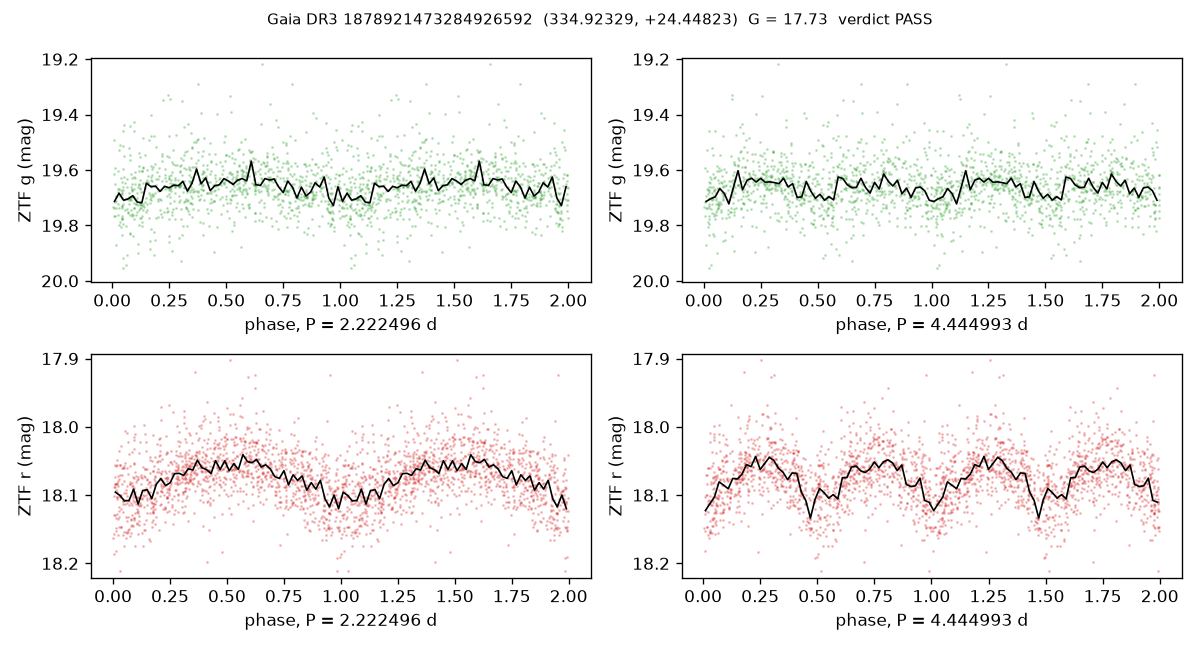 Gaia DR3 1878921473284926592 (334.92329, +24.44823) G = 17.73 verdict PASS
ZTF g (mag)
19.2
19.4
19.6
19.8
20.0
0.00 0.25 0.50 0.75 1.00 1.25 1.50 1.75 2.00
phase, P = 2.222496 d
ZTF g (mag)
19.2
19.4
19.6
19.8
20.0
0.00 0.25 0.50 0.75 1.00 1.25 1.50 1.75 2.00
phase, P = 4.444993 d
ZTF r (mag)
17.9
18.0
18.1
18.2
0.00 0.25 0.50 0.75 1.00 1.25 1.50 1.75 2.00
phase, P = 2.222496 d
ZTF r (mag)
17.9
18.0
18.1
18.2
0.00 0.25 0.50 0.75 1.00 1.25 1.50 1.75 2.00
phase, P = 4.444993 d